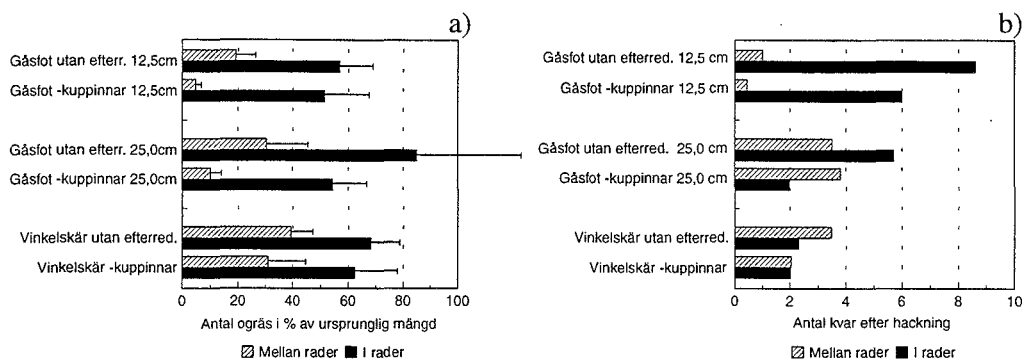 a)
Gåsfot utan efterr. 12,5cm
Gåsfot -kuppinnar 12,5cm
Gåsfot utan efterr. 25,0cm
Gåsfot -kuppinnar 25,0cm
Vinkelskär utan efterred.
Vinkelskär -kuppinnar
0 20 40 60 80 100
Antal ogräs i % av ursprunglig mängd
Mellan rader I rader
b)
Gåsfot utan efterred. 12,5 cm
Gåsfot -kuppinnar 12,5 cm
Gåsfot utan efterred. 25,0 cm
Gåsfot -kuppinnar 25,0 cm
Vinkelskär utan efterred.
Vinkelskär -kuppinnar
0 2 4 6 8 10
Antal kvar efter hackning
Mellan rader I rader